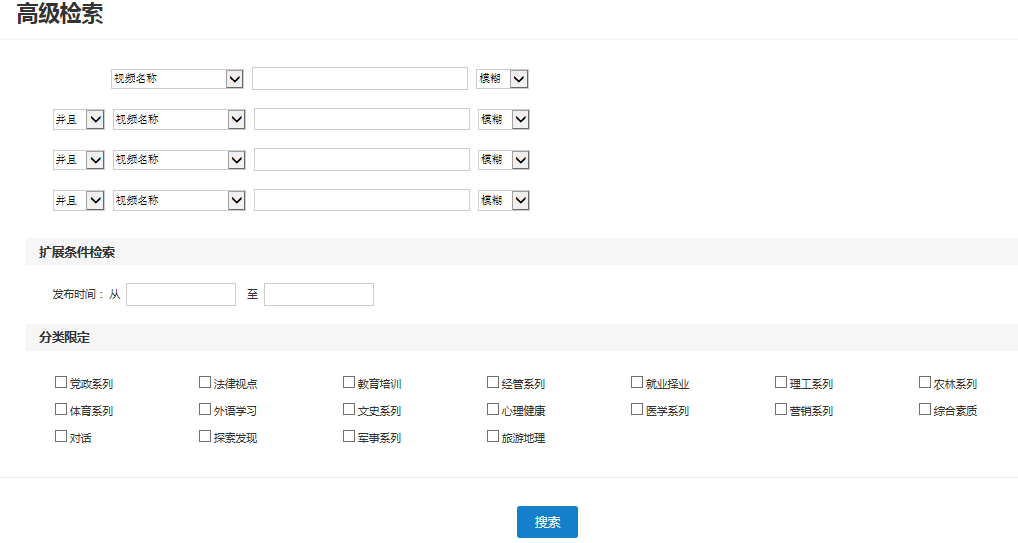 高级检索
视频名称 模糊
并且 视频名称 模糊
并且 视频名称 模糊
并且 视频名称 模糊
扩展条件检索
发布时间：从 至
分类限定
党政系列 法律视点 教育培训 经管系列 就业择业 理工系列 农林系列
体育系列 外语学习 文史系列 心理健康 医学系列 营销系列 综合素质
对话 探索发现 军事系列 旅游地理
搜索